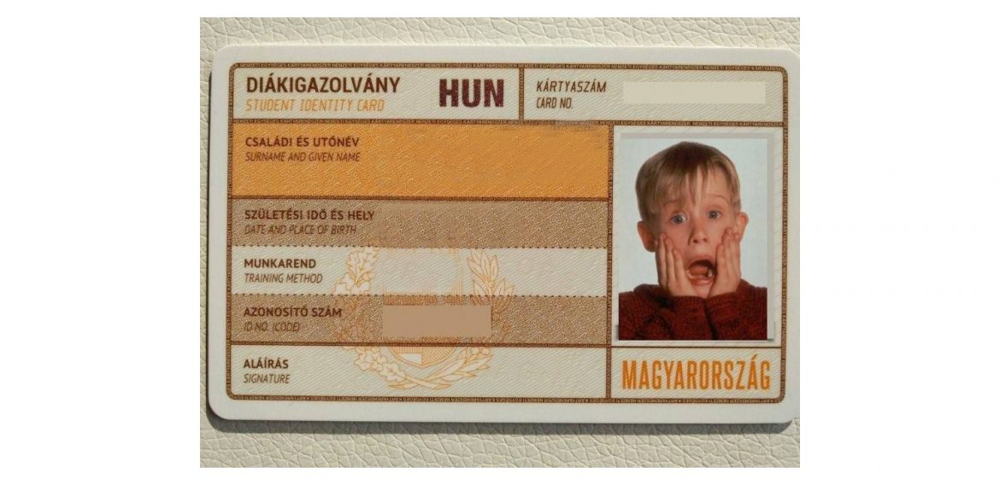 DIÁKIGAZOLVÁNY
STUDENT IDENTITY CARD
HUN
KÁRTYASZÁM
CARD NO.
CSALÁDI ÉS UTÓNÉV
SURNAME AND GIVEN NAME
SZÜLETÉSI IDŐ ÉS HELY
DATE AND PLACE OF BIRTH
MUNKAREND
TRAINING METHOD
AZONOSÍTÓ SZÁM
ID NO. (CODE)
ALÁÍRÁS
SIGNATURE
MAGYARORSZÁG